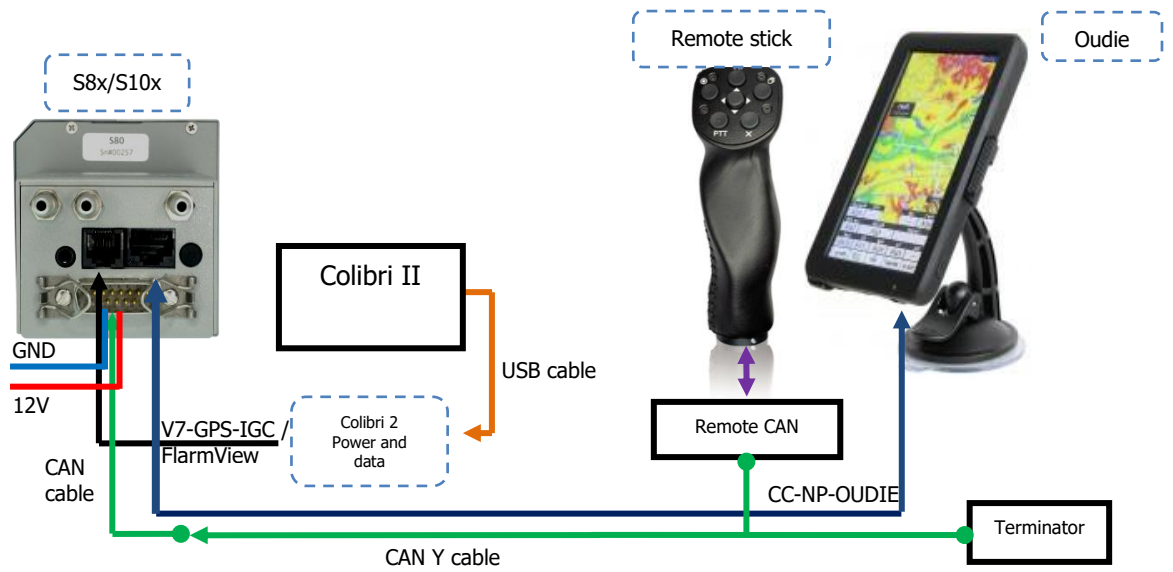 Remote stick
Oudie
S8x/S10x
S80
Sn#00257
Colibri II
GND
USB cable
12V
V7-GPS-IGC /
FlarmView
Colibri 2
Power and
data
Remote CAN
CAN
cable
CC-NP-OUDIE
Terminator
CAN Y cable
PTT
X